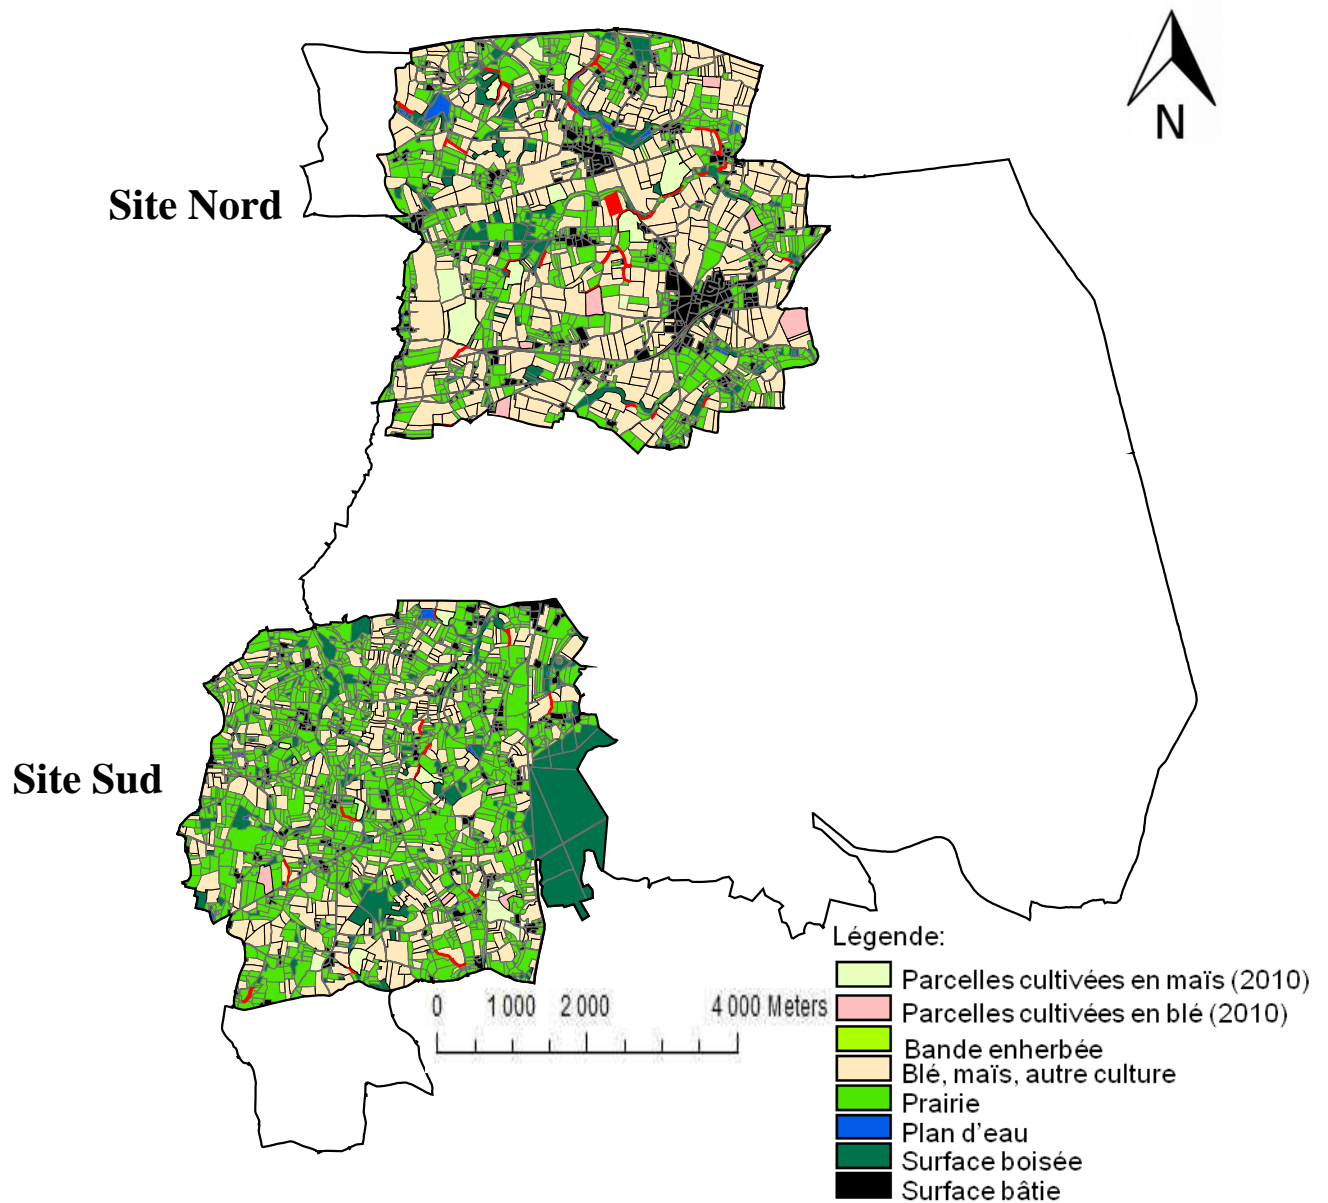 N
Site Nord
Site Sud
0 1 000 2 000 4 000 Meters
Légende:
Parcelles cultivées en maïs (2010)
Parcelles cultivées en blé (2010)
Bande enherbée
Blé, maïs, autre culture
Prairie
Plan d'eau
Surface boisée
Surface bâtie